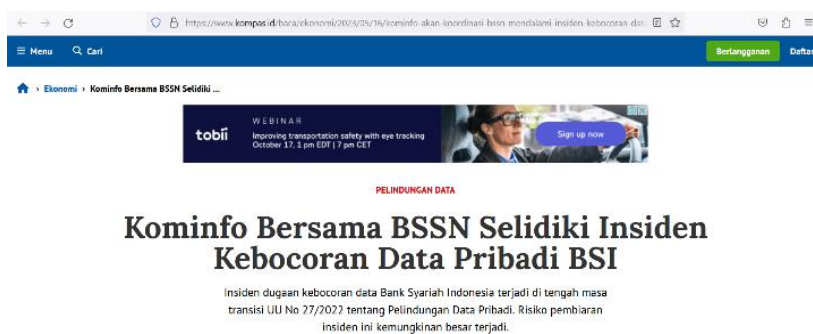 https://www.kompas.id/baca/ekonomi/2023/05/16/kominfo-akan-koordinasi-bssn-mendalami-insiden-kebocoran-dat
Menu Cari Berlangganan Daftar
Ekonomi › Kominfo Bersama BSSN Selidiki ...
WEBINAR
tobii
Improving transportation safety with eye tracking
October 17, 1 pm EDT | 7 pm CET
Sign up now
PELINDUNGAN DATA
Kominfo Bersama BSSN Selidiki Insiden
Kebocoran Data Pribadi BSI
Insiden dugaan kebocoran data Bank Syariah Indonesia terjadi di tengah masa
transisi UU No 27/2022 tentang Pelindungan Data Pribadi. Risiko pembiaran
insiden ini kemungkinan besar terjadi.